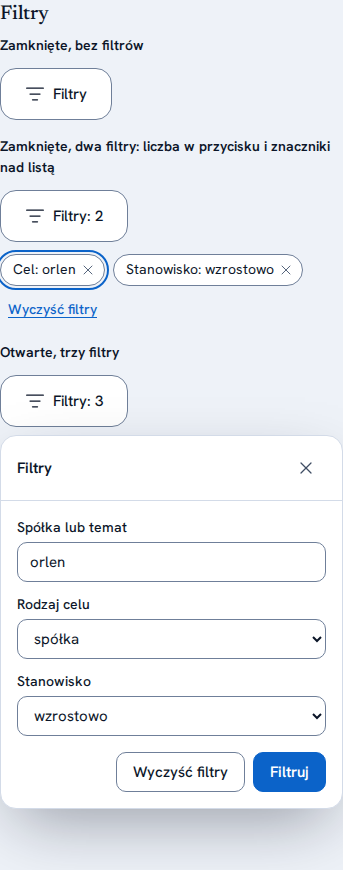 Filtry
Zamknięte, bez filtrów
Filtry
Zamknięte, dwa filtry: liczba w przycisku i znaczniki
nad listą
Filtry: 2
Cel: orlen
Stanowisko: wzrostowo
Wyczyść filtry
Otwarte, trzy filtry
Filtry: 3
Filtry
Spółka lub temat
orlen
Rodzaj celu
spółka
Stanowisko
wzrostowo
Wyczyść filtry
Filtruj